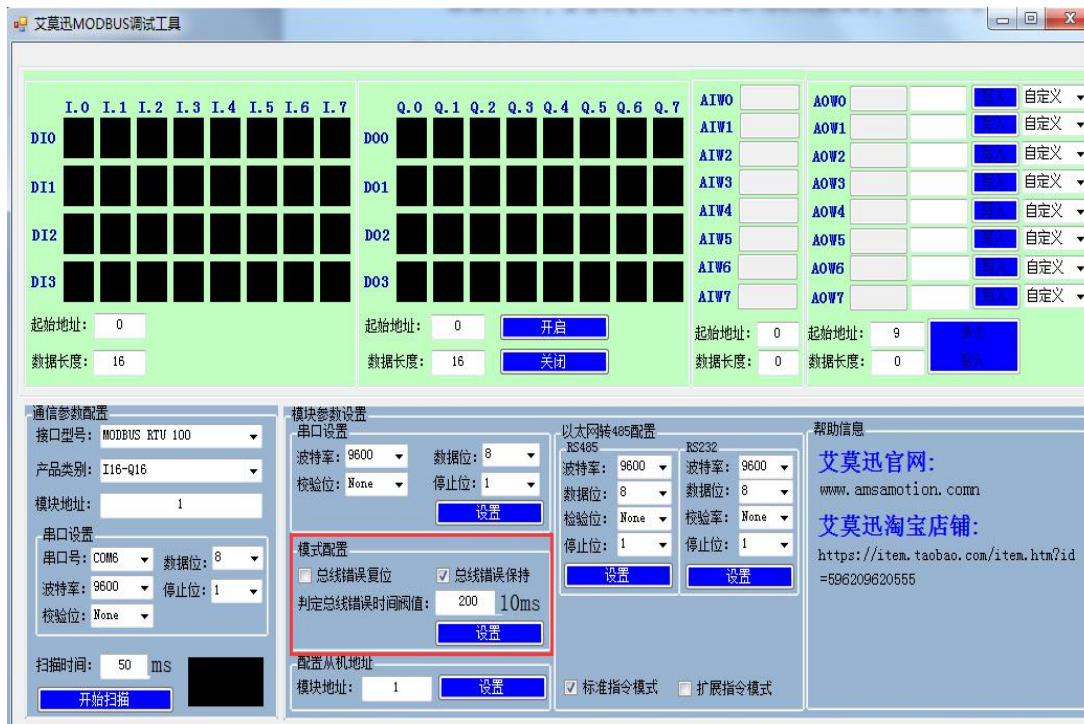 艾莫迅MODBUS调试工具
I.0 I.1 I.2 I.3 I.4 I.5 I.6 I.7
DI0
DI1
DI2
DI3
起始地址： 0
数据长度： 16
Q.0 Q.1 Q.2 Q.3 Q.4 Q.5 Q.6 Q.7
DO0
DO1
DO2
DO3
起始地址： 0 开启
数据长度： 16 关闭
AIW0
AIW1
AIW2
AIW3
AIW4
AIW5
AIW6
AIW7
起始地址： 0
数据长度： 0
AOW0 写入 自定义
AOW1 写入 自定义
AOW2 写入 自定义
AOW3 写入 自定义
AOW4 写入 自定义
AOW5 写入 自定义
AOW6 写入 自定义
AOW7 写入 自定义
起始地址： 9
数据长度： 0
写入
通信参数配置
接口型号： MODBUS RTU 100
产品类别： I16-Q16
模块地址： 1
串口设置
串口号： COM6 数据位： 8
波特率： 9600 停止位： 1
校验位： None
扫描时间： 50 ms
开始扫描
模块参数设置
串口设置
波特率： 9600 数据位： 8
校验位： None 停止位： 1
设置
模式配置
总线错误复位 总线错误保持
判定总线错误时间阀值： 200 10ms
设置
配置从机地址
模块地址： 1 设置
以太网转485配置
RS485
波特率： 9600
数据位： 8
检验位： None
停止位： 1
设置
RS232
波特率： 9600
数据位： 8
校验率： None
停止位： 1
设置
标准指令模式 扩展指令模式
帮助信息
艾莫迅官网:
www.amsamotion.comn
艾莫迅淘宝店铺:
https://item.taobao.com/item.htm?id
=596209620555